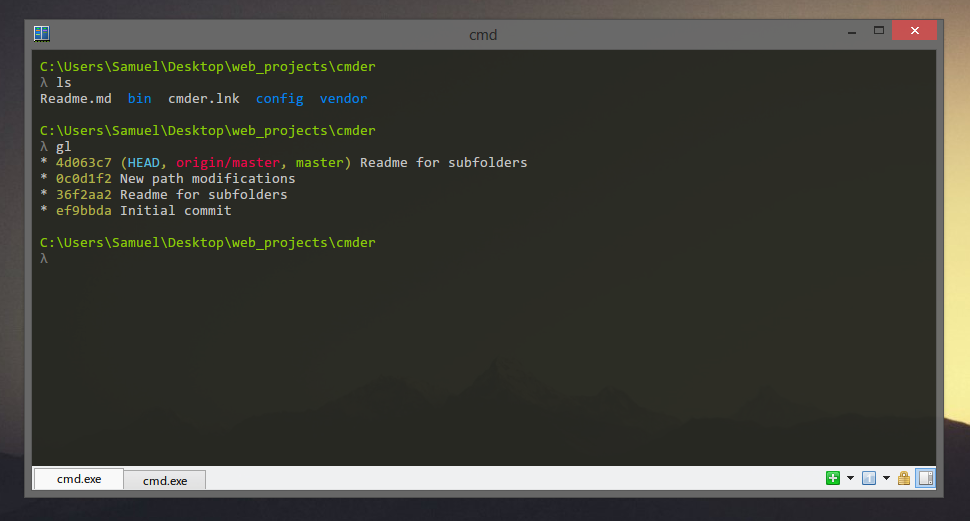 cmd
C:\Users\Samuel\Desktop\web_projects\cmder
λ ls
Readme.md  bin  cmder.lnk  config  vendor
C:\Users\Samuel\Desktop\web_projects\cmder
λ gl
* 4d063c7 (HEAD, origin/master, master) Readme for subfolders
* 0c0d1f2 New path modifications
* 36f2aa2 Readme for subfolders
* ef9bbda Initial commit
C:\Users\Samuel\Desktop\web_projects\cmder
λ
cmd.exe
cmd.exe